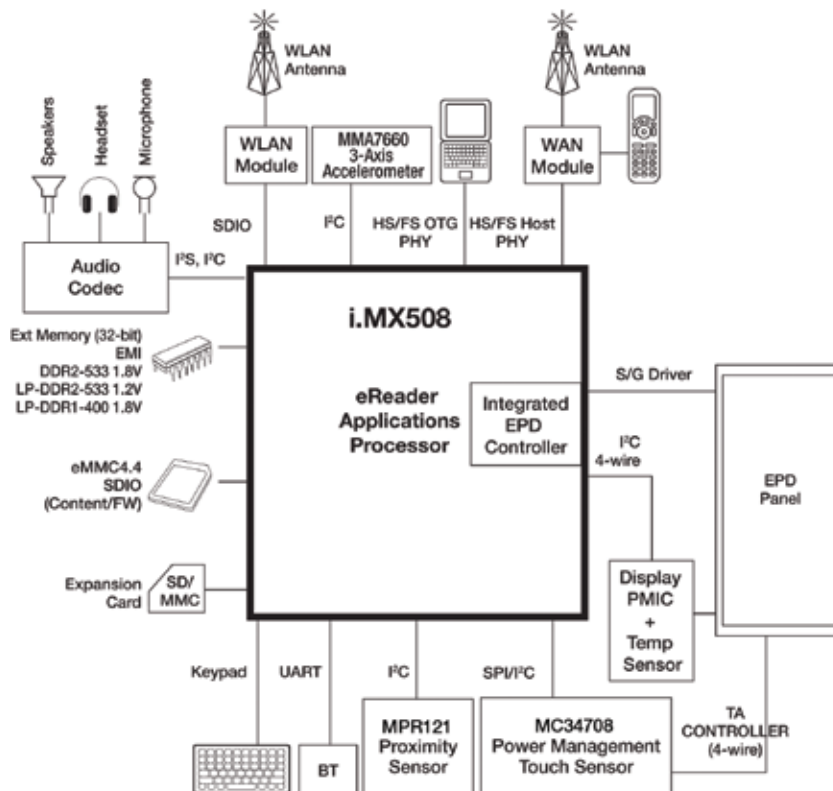 WLAN
Antenna
WLAN
Antenna
Speakers
Headset
Microphone
WLAN
Module
MMA7660
3-Axis
Accelerometer
WAN
Module
SDIO
I²C
HS/FS OTG
PHY
HS/FS Host
PHY
Audio
Codec
I²S, I²C
i.MX508
eReader
Applications
Processor
Integrated
EPD
Controller
Ext Memory (32-bit)
EMI
DDR2-533 1.8V
LP-DDR2-533 1.2V
LP-DDR1-400 1.8V
eMMC4.4
SDIO
(Content/FW)
Expansion
Card
SD/
MMC
S/G Driver
I²C
4-wire
EPD
Panel
Display
PMIC
+
Temp
Sensor
Keypad
UART
I²C
SPI/I²C
BT
MPR121
Proximity
Sensor
MC34708
Power Management
Touch Sensor
TA
CONTROLLER
(4-wire)